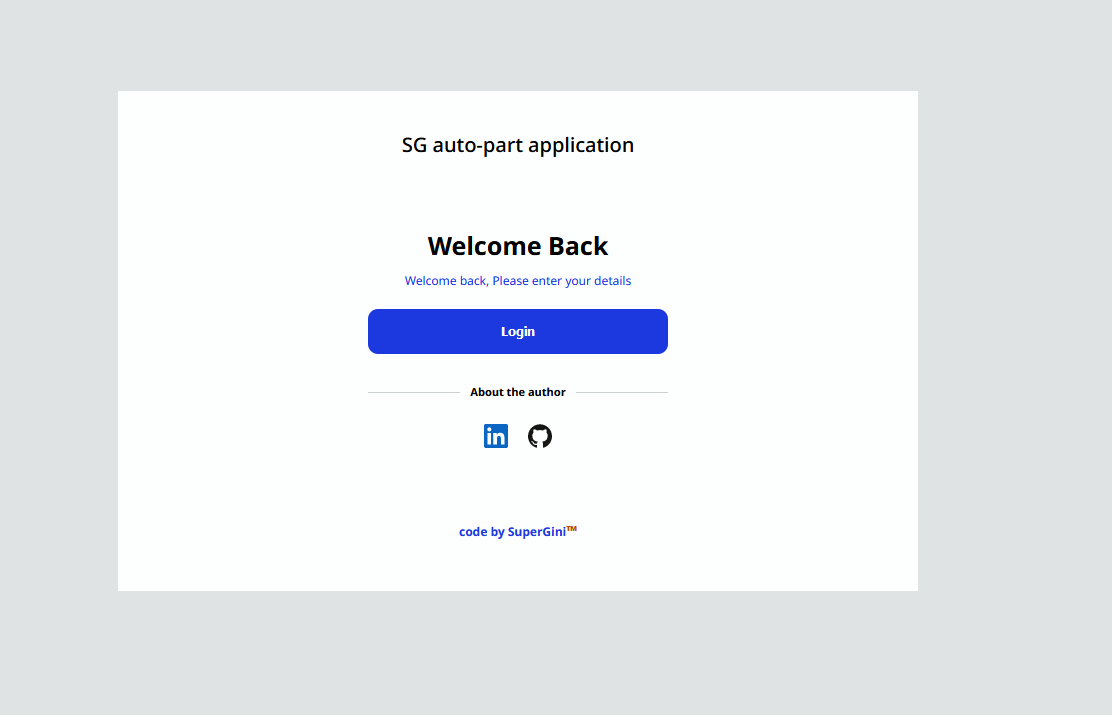 SG auto-part application
Welcome Back
Welcome back, Please enter your details
Login
About the author
in
code by SuperGini™